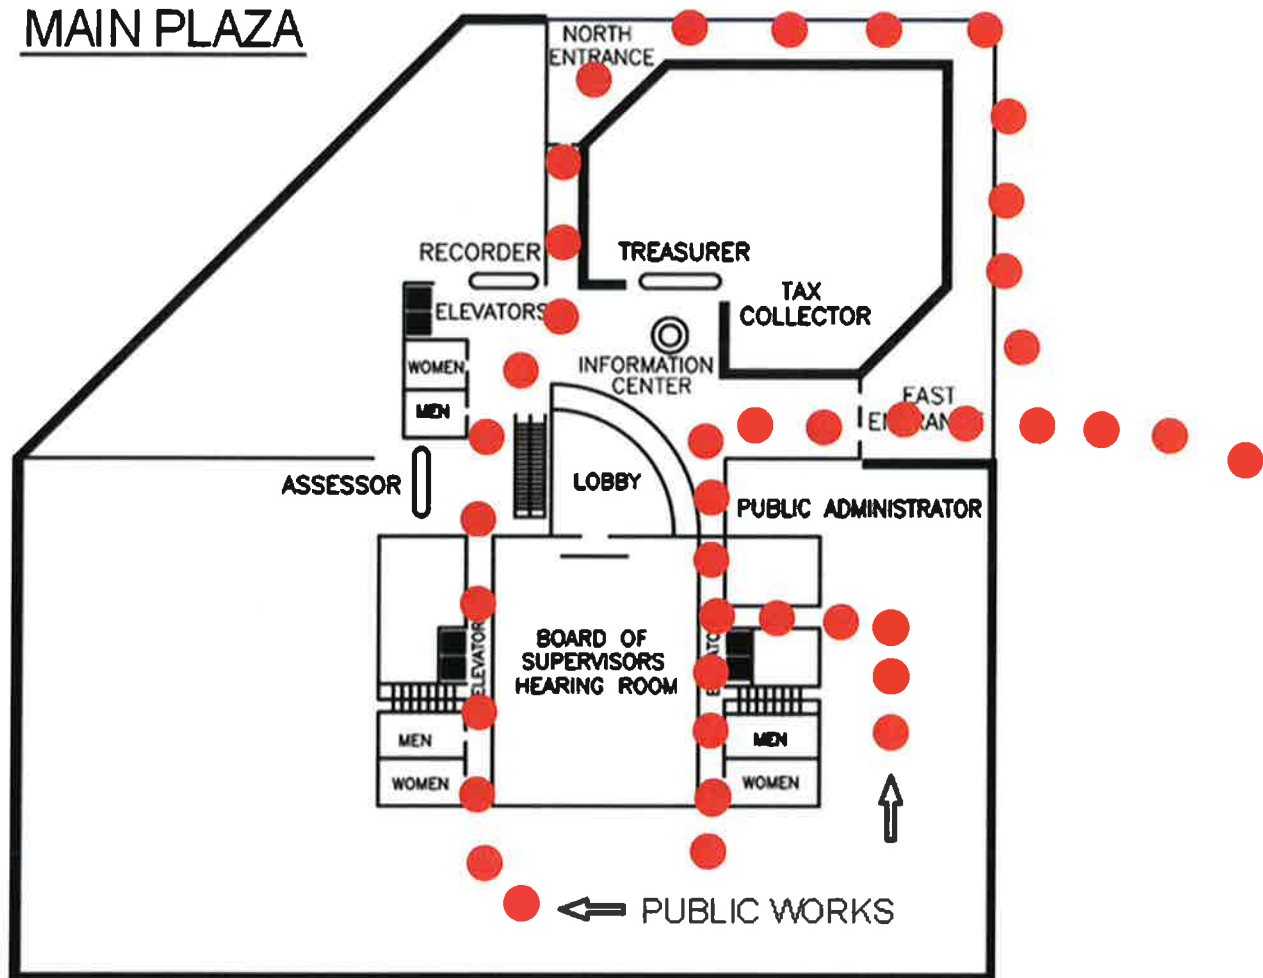 MAIN PLAZA
NORTH
ENTRANCE
RECORDER
TREASURER
TAX
COLLECTOR
ELEVATORS
INFORMATION
CENTER
WOMEN
MEN
EAST
ASSESSOR
LOBBY
PUBLIC ADMINISTRATOR
ELEVATOR
BOARD OF
SUPERVISORS
HEARING ROOM
MEN
WOMEN
MEN
WOMEN
PUBLIC WORKS